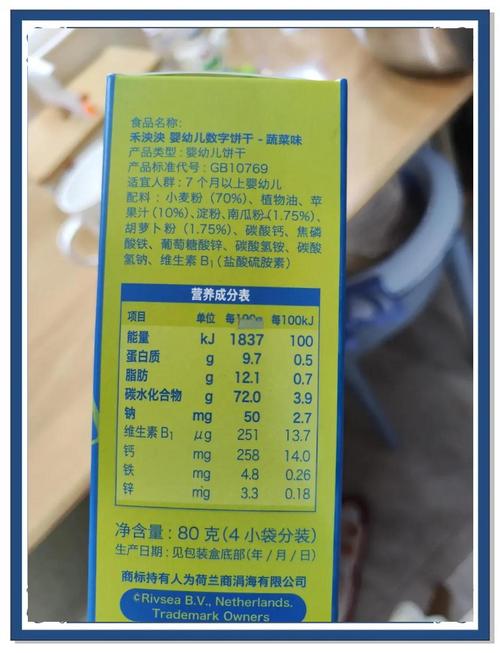 食品名称:
禾泱泱 婴幼儿数字饼干 - 蔬菜味
产品类型: 婴幼儿饼干
产品标准代号: GB10769
适宜人群: 7 个月以上婴幼儿
配料: 小麦粉 (70%)、植物油、苹
果汁 (10%)、淀粉、南瓜粉 (1.75%)、
胡萝卜粉 (1.75%)、碳酸钙、焦磷
酸铁、葡萄糖酸锌、碳酸氢铵、碳酸
氢钠、维生素 B₁ (盐酸硫胺素)
营养成分表
项目 单位 每100g 每100kJ
能量 kJ 1837 100
蛋白质 g 9.7 0.5
脂肪 g 12.1 0.7
碳水化合物 g 72.0 3.9
钠 mg 50 2.7
维生素 B₁ μg 251 13.7
钙 mg 258 14.0
铁 mg 4.8 0.26
锌 mg 3.3 0.18
净含量: 80 克 (4 小袋分装)
生产日期: 见包装盒底部 (年 / 月 / 日)
商标持有人为荷兰商涓海有限公司
©Rivsea B.V., Netherlands.
Trademark Owners